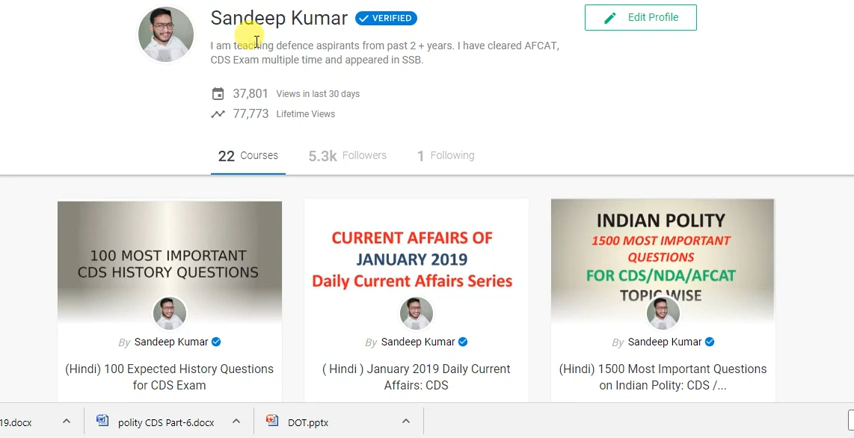 Sandeep Kumar VERIFIED
Edit Profile
I am teaching defence aspirants from past 2 + years. I have cleared AFCAT,
CDS Exam multiple time and appeared in SSB.
37,801 Views in last 30 days
77,773 Lifetime Views
22 Courses 5.3k Followers 1 Following
100 MOST IMPORTANT
CDS HISTORY QUESTIONS
By Sandeep Kumar
(Hindi) 100 Expected History Questions
for CDS Exam
CURRENT AFFAIRS OF
JANUARY 2019
Daily Current Affairs Series
By Sandeep Kumar
( Hindi ) January 2019 Daily Current
Affairs: CDS
INDIAN POLITY
1500 MOST IMPORTANT
QUESTIONS
FOR CDS/NDA/AFCAT
TOPIC WISE
By Sandeep Kumar
(Hindi) 1500 Most Important Questions
on Indian Polity: CDS /...
19.docx polity CDS Part-6.docx DOT.pptx